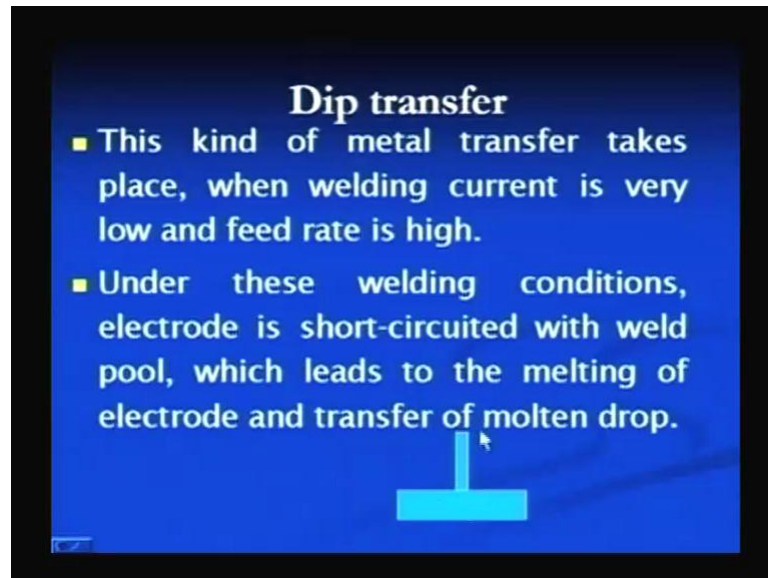 Dip transfer
This kind of metal transfer takes
place, when welding current is very
low and feed rate is high.
Under these welding conditions,
electrode is short-circuited with weld
pool, which leads to the melting of
electrode and transfer of molten drop.